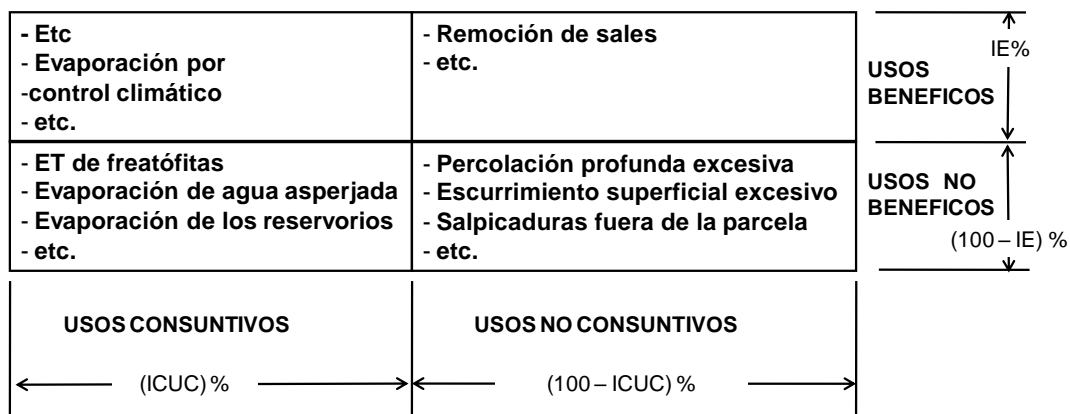 - Etc
- Evaporación por
-control climático
- etc.
- Remoción de sales
- etc.
IE%
USOS
BENEFICOS
- ET de freatófitas
- Evaporación de agua asperjada
- Evaporación de los reservorios
- etc.
- Percolación profunda excesiva
- Escurrimiento superficial excesivo
- Salpicaduras fuera de la parcela
- etc.
USOS NO
BENEFICOS
(100 – IE) %
USOS CONSUNTIVOS
USOS NO CONSUNTIVOS
(ICUC) %
(100 – ICUC) %